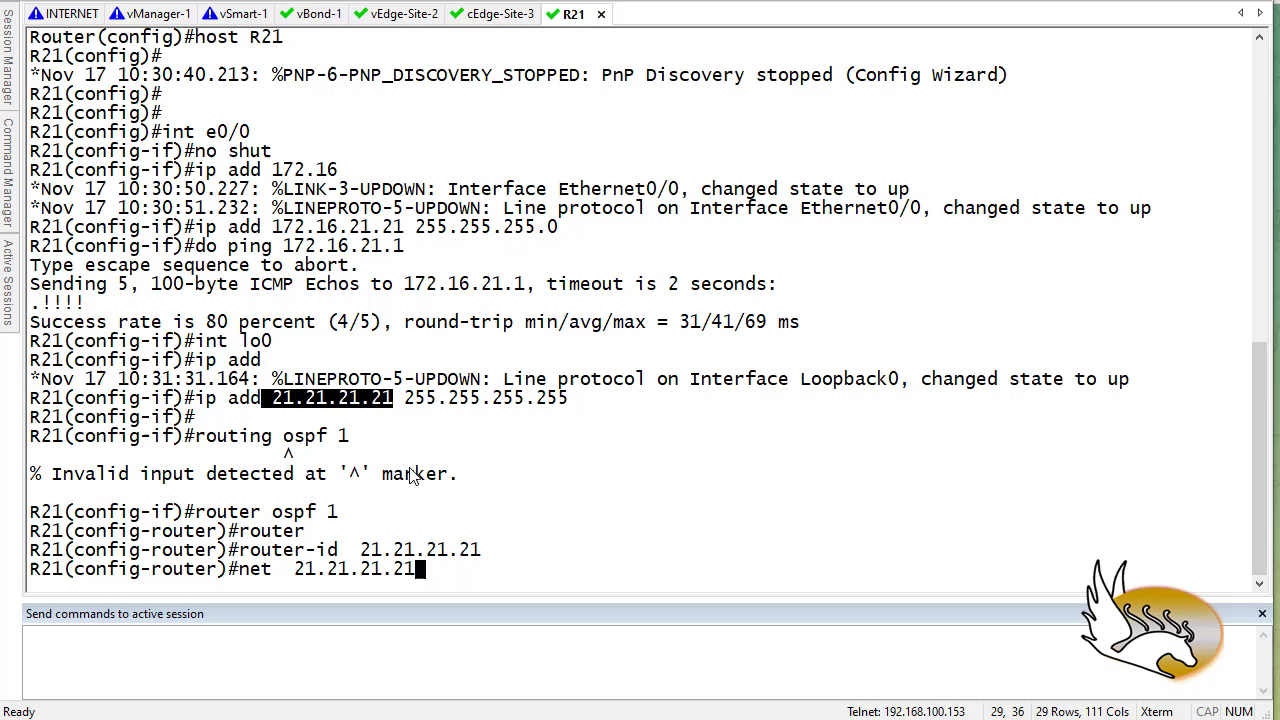 INTERNET vManager-1 vSmart-1 vBond-1 vEdge-Site-2 cEdge-Site-3 R21 ×
Session Manager
Command Manager
Active Sessions
Router(config)#host R21
R21(config)#
*Nov 17 10:30:40.213: %PNP-6-PNP_DISCOVERY_STOPPED: PnP Discovery stopped (Config Wizard)
R21(config)#
R21(config)#
R21(config)#int e0/0
R21(config-if)#no shut
R21(config-if)#ip add 172.16
*Nov 17 10:30:50.227: %LINK-3-UPDOWN: Interface Ethernet0/0, changed state to up
*Nov 17 10:30:51.232: %LINEPROTO-5-UPDOWN: Line protocol on Interface Ethernet0/0, changed state to up
R21(config-if)#ip add 172.16.21.21 255.255.255.0
R21(config-if)#do ping 172.16.21.1
Type escape sequence to abort.
Sending 5, 100-byte ICMP Echos to 172.16.21.1, timeout is 2 seconds:
.!!!!
Success rate is 80 percent (4/5), round-trip min/avg/max = 31/41/69 ms
R21(config-if)#int lo0
R21(config-if)#ip add
*Nov 17 10:31:31.164: %LINEPROTO-5-UPDOWN: Line protocol on Interface Loopback0, changed state to up
R21(config-if)#ip add 21.21.21.21 255.255.255.255
R21(config-if)#
R21(config-if)#routing ospf 1
^
% Invalid input detected at '^' marker.
R21(config-if)#router ospf 1
R21(config-router)#router
R21(config-router)#router-id  21.21.21.21
R21(config-router)#net  21.21.21.21
Send commands to active session ×
Ready Telnet: 192.168.100.153 29, 36 29 Rows, 111 Cols Xterm CAP NUM